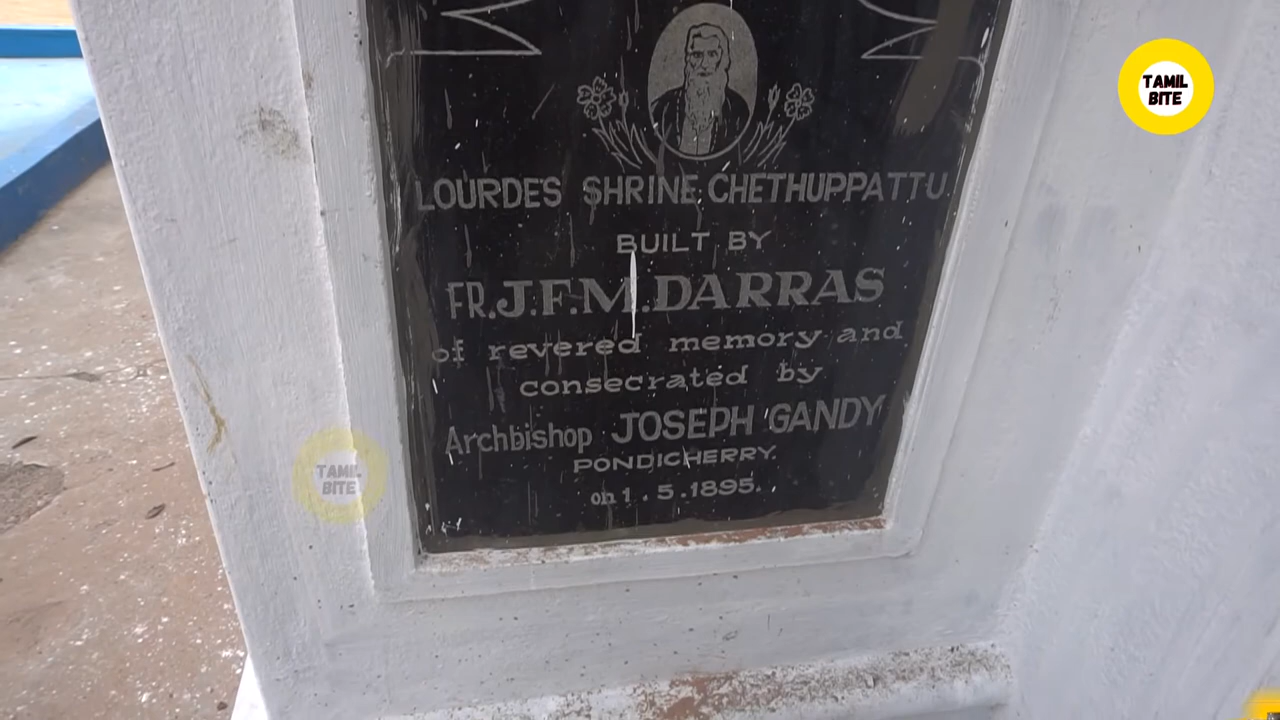 TAMIL
BITE
LOURDES SHRINE CHETHUPPATTU
BUILT BY
FR.J.F.M.DARRAS
of revered memory and
consecrated by
Archbishop JOSEPH GANDY
PONDICHERRY.
on 1.5.1895.
TAMIL
BITE